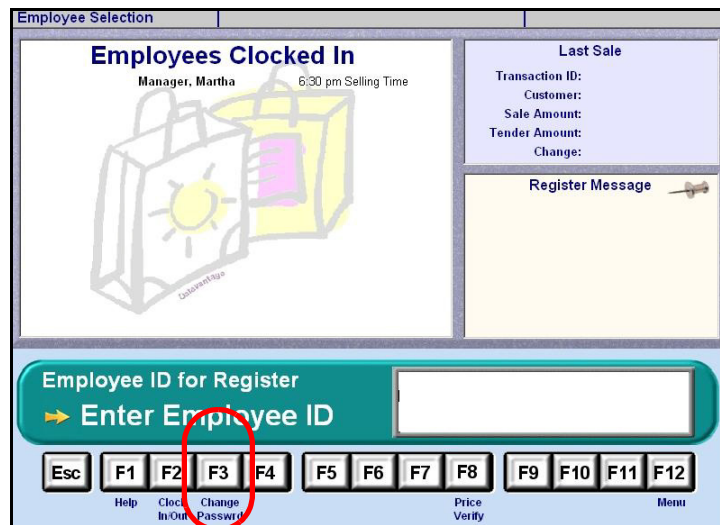 Employee Selection
Employees Clocked In
Manager, Martha 6:30 pm Selling Time
Datavantage
Last Sale
Transaction ID:
Customer:
Sale Amount:
Tender Amount:
Change:
Register Message
Employee ID for Register
Enter Employee ID
Esc F1 F2 F3 F4 F5 F6 F7 F8 F9 F10 F11 F12
Help Clock Change Price Menu
In/Out Passwrd Verify